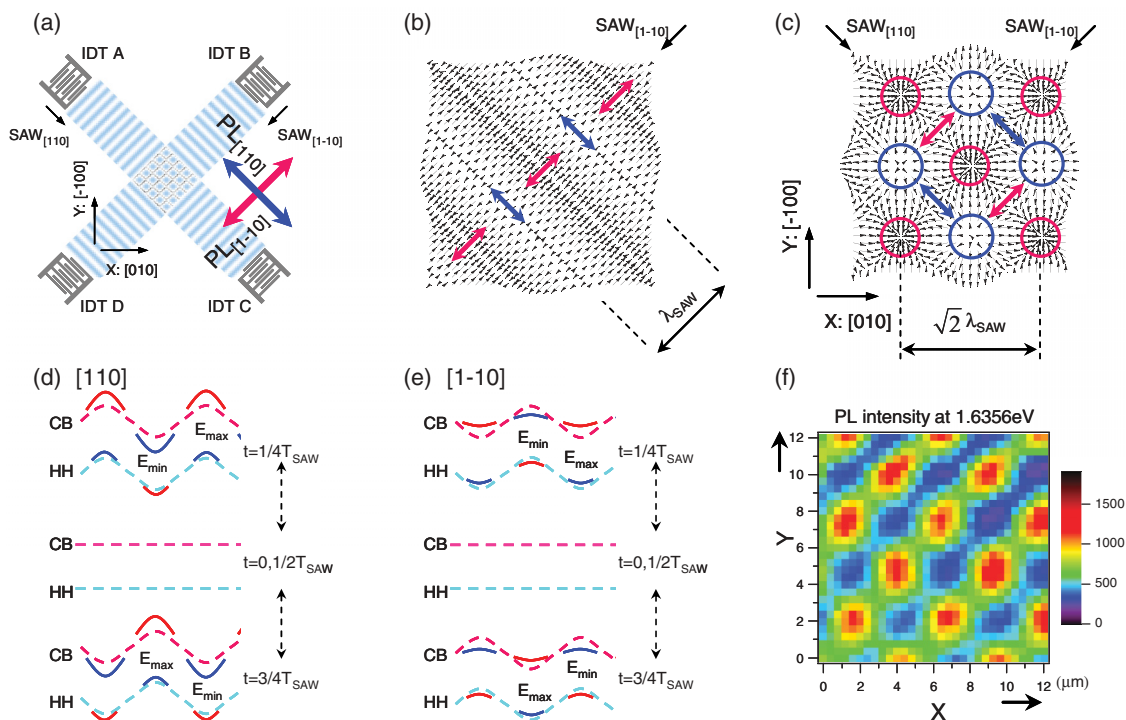 (a)
IDT A
IDT B
SAW[110]
SAW[1-10]
PL[110]
PL[1-10]
Y: [-100]
X: [010]
IDT D
IDT C
(b)
SAW[1-10]
λSAW
(c)
SAW[110]
SAW[1-10]
Y: [-100]
X: [010]
√2 λSAW
(d) [110]
CB
Emax
HH
Emin
t=1/4TSAW
CB
t=0,1/2TSAW
HH
CB
Emax
HH
Emin
t=3/4TSAW
(e) [1-10]
CB
Emin
HH
Emax
t=1/4TSAW
CB
t=0,1/2TSAW
HH
CB
Emin
HH
Emax
t=3/4TSAW
(f)
PL intensity at 1.6356eV
12
10
8
6
4
2
0
Y
0 2 4 6 8 10 12 (μm)
X
1500
1000
500
0